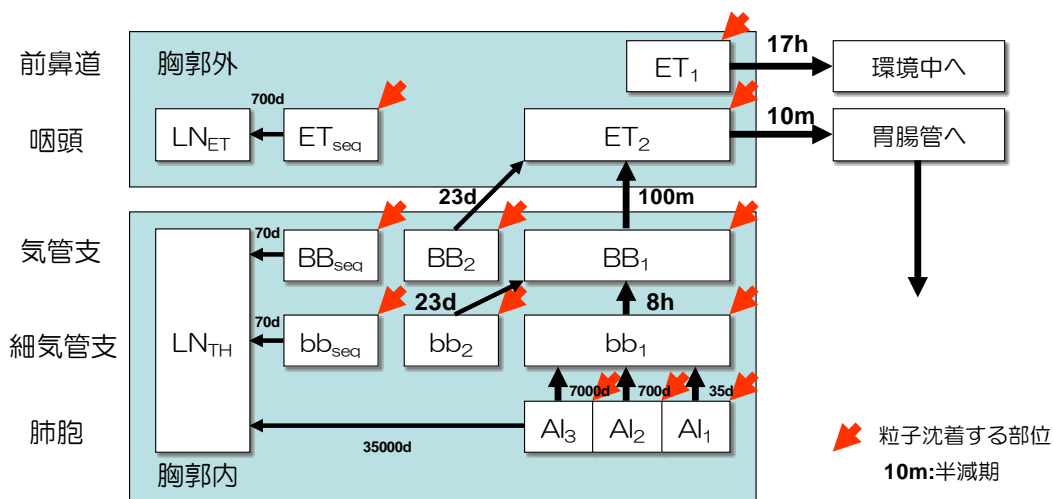 前鼻道
胸郭外
ET1
17h
環境中へ
咽頭
LNET
700d
ETseq
ET2
10m
胃腸管へ
23d
100m
気管支
70d
BBseq
BB2
BB1
23d
8h
細気管支
LNTH
70d
bbseq
bb2
bb1
7000d
700d
35d
肺胞
35000d
AI3
AI2
AI1
粒子沈着する部位
胸郭内
10m:半減期